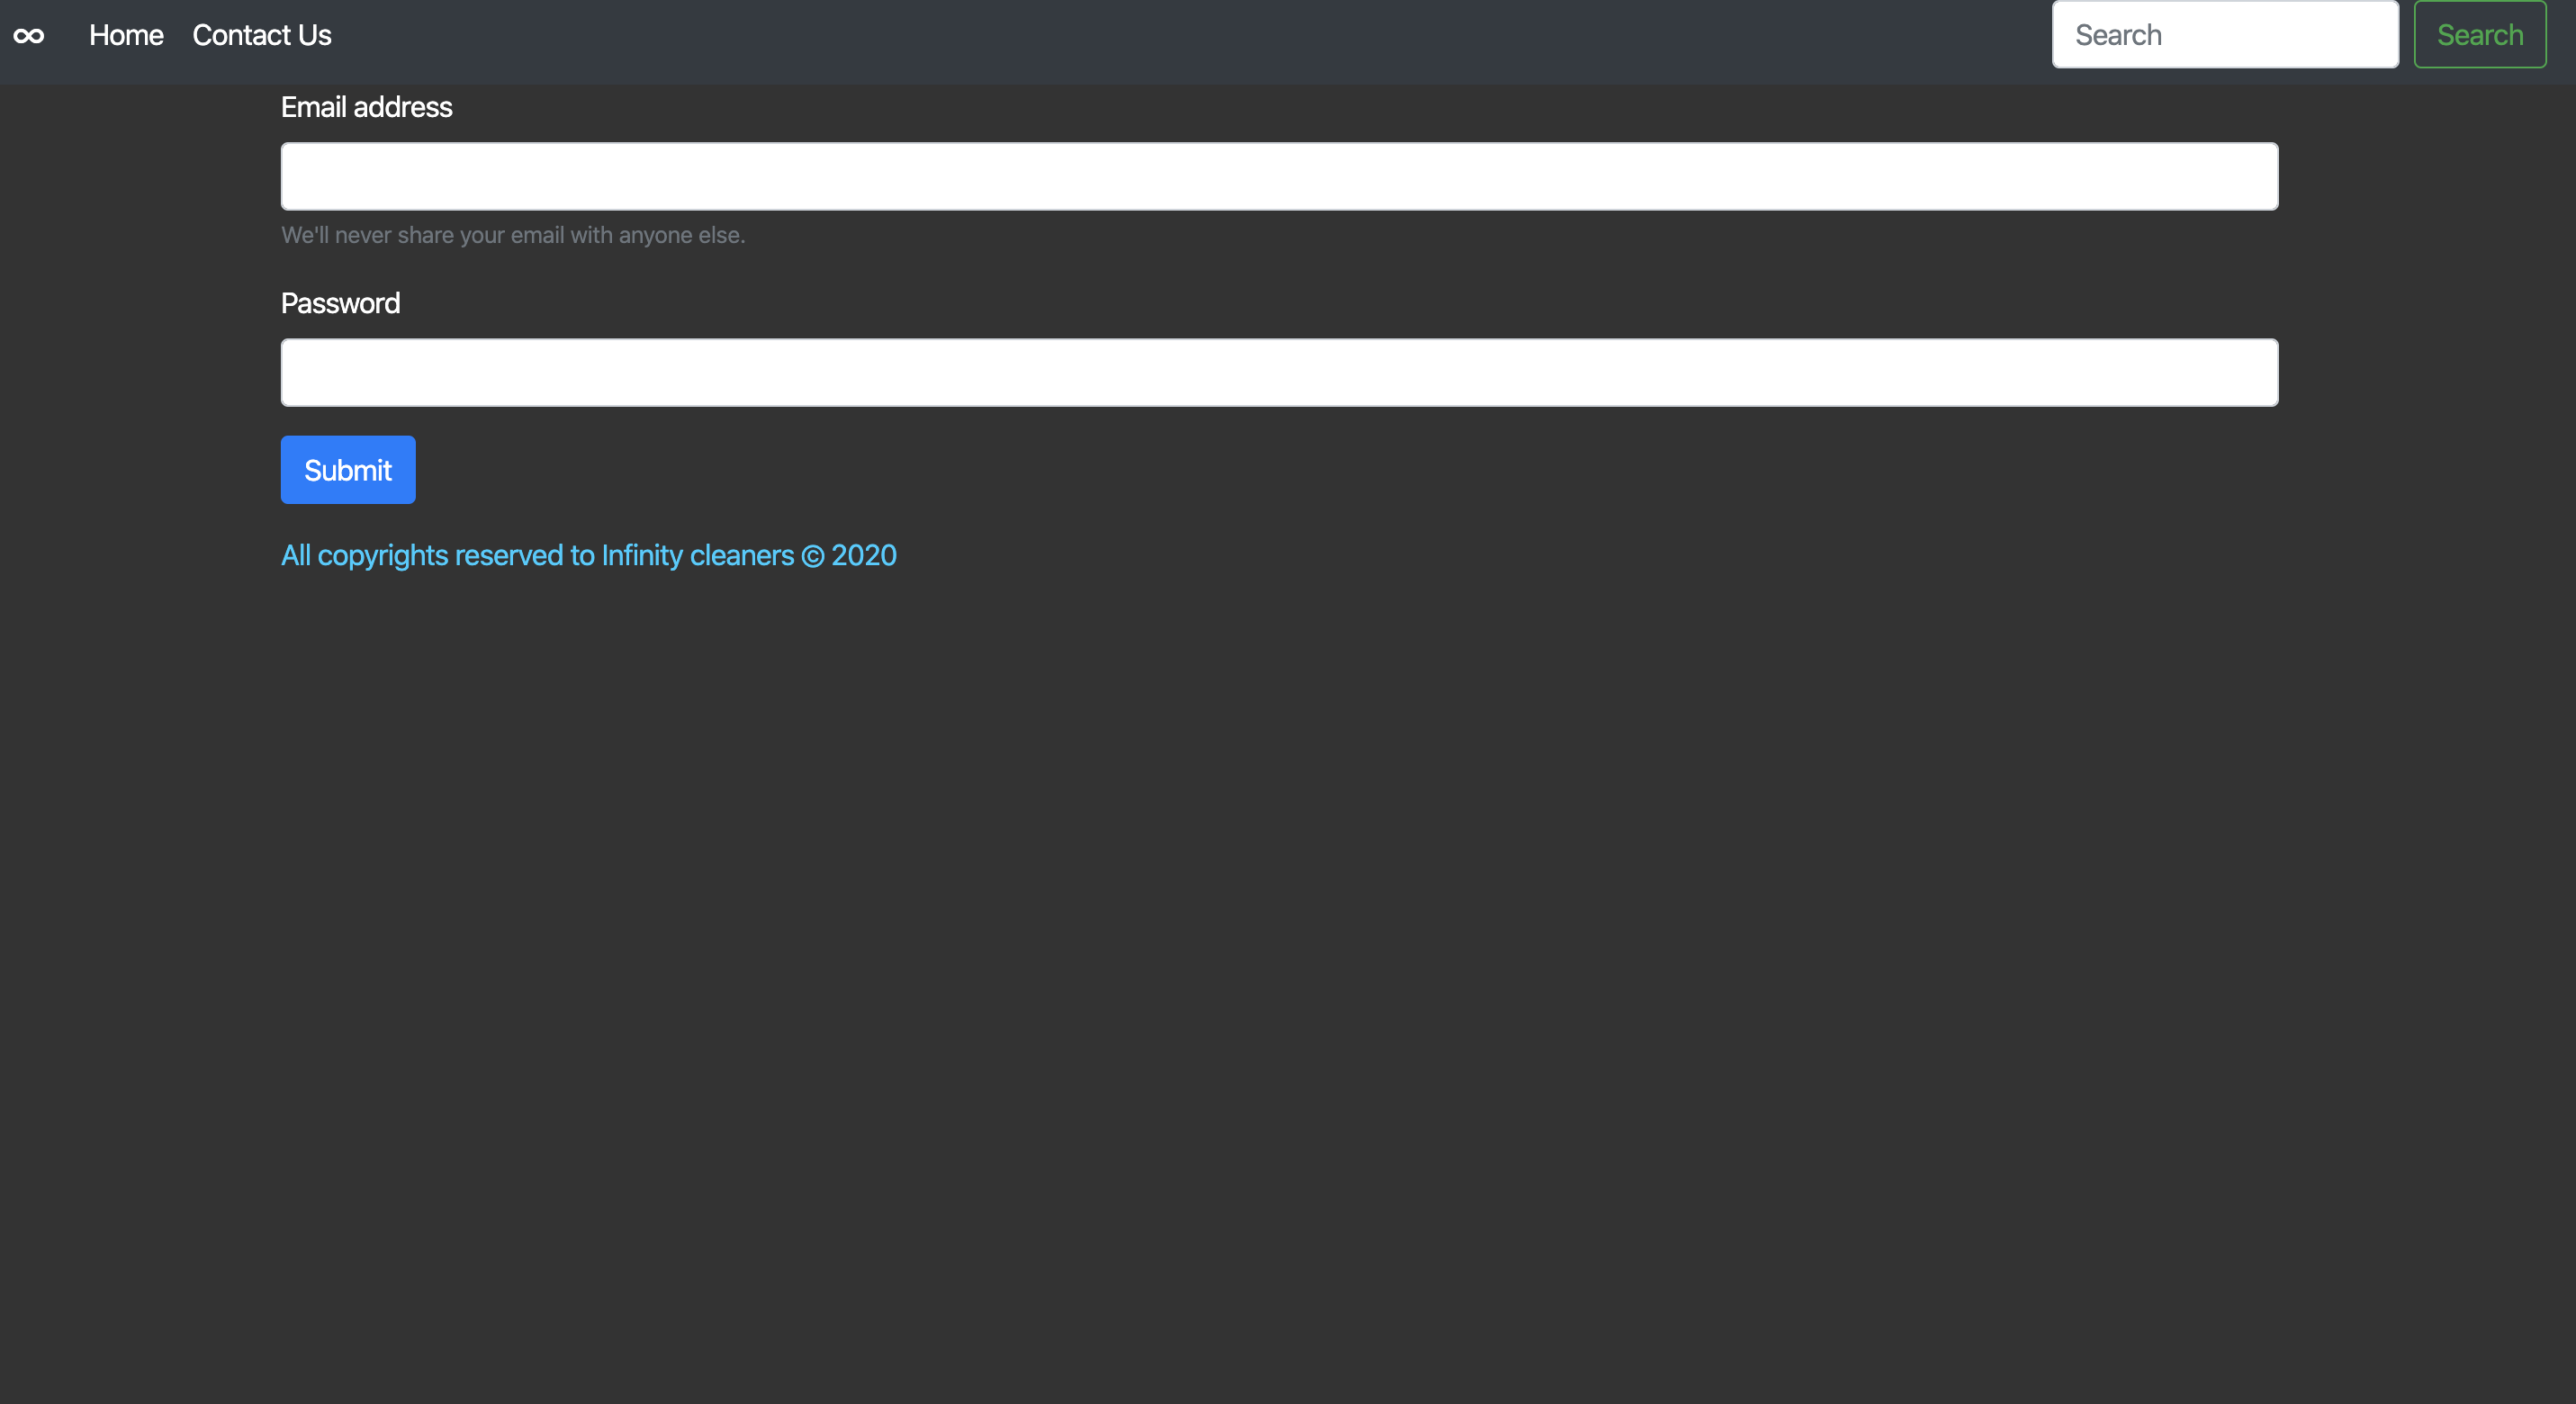 ∞ Home Contact Us Search Search
Email address
We'll never share your email with anyone else.
Password
Submit
All copyrights reserved to Infinity cleaners © 2020